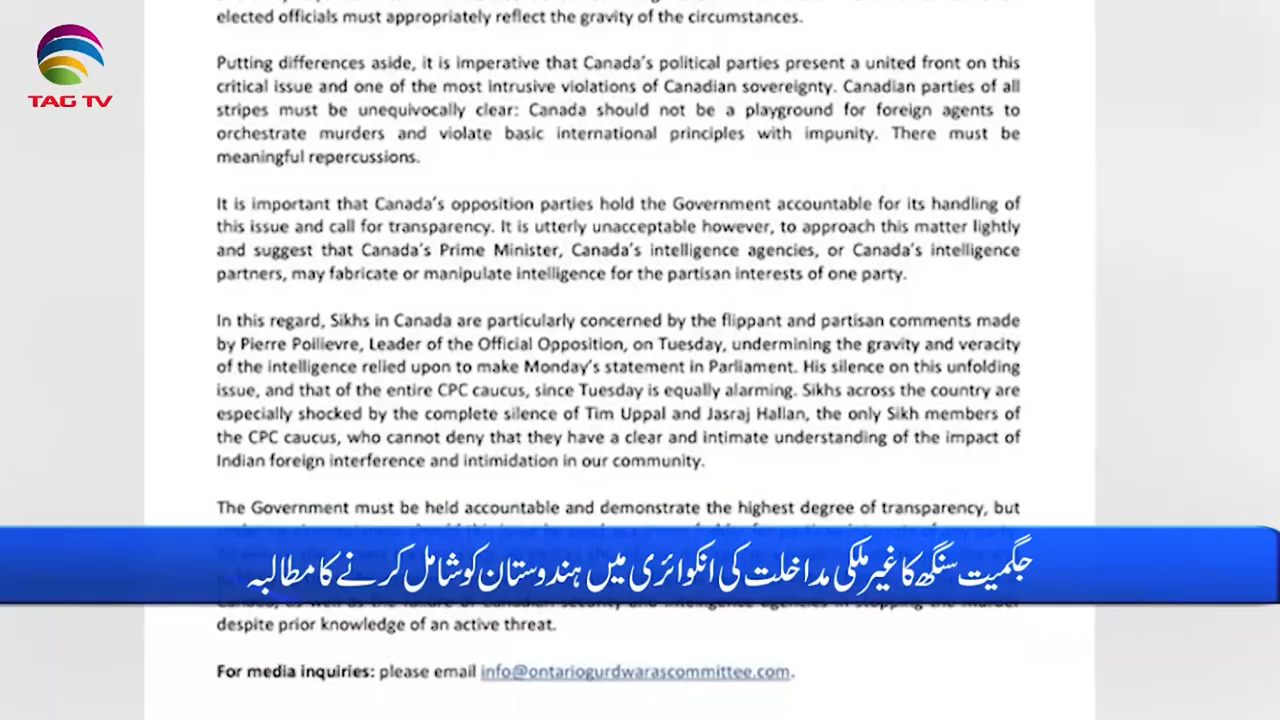 elected officials must appropriately reflect the gravity of the circumstances.
TAG TV
Putting differences aside, it is imperative that Canada's political parties present a united front on this
critical issue and one of the most intrusive violations of Canadian sovereignty. Canadian parties of all
stripes must be unequivocally clear: Canada should not be a playground for foreign agents to
orchestrate murders and violate basic international principles with impunity. There must be
meaningful repercussions.
It is important that Canada's opposition parties hold the Government accountable for its handling of
this issue and call for transparency. It is utterly unacceptable however, to approach this matter lightly
and suggest that Canada's Prime Minister, Canada's intelligence agencies, or Canada's intelligence
partners, may fabricate or manipulate intelligence for the partisan interests of one party.
In this regard, Sikhs in Canada are particularly concerned by the flippant and partisan comments made
by Pierre Poilievre, Leader of the Official Opposition, on Tuesday, undermining the gravity and veracity
of the intelligence relied upon to make Monday's statement in Parliament. His silence on this unfolding
issue, and that of the entire CPC caucus, since Tuesday is equally alarming. Sikhs across the country are
especially shocked by the complete silence of Tim Uppal and Jasraj Hallan, the only Sikh members of
the CPC caucus, who cannot deny that they have a clear and intimate understanding of the impact of
Indian foreign interference and intimidation in our community.
The Government must be held accountable and demonstrate the highest degree of transparency, but
جگمیت سنگھ کا غیر ملکی مداخلت کی انکوائری میں ہندوستان کو شامل کرنے کا مطالبہ
despite prior knowledge of an active threat.
For media inquiries: please email info@ontariogurdwarascommittee.com.